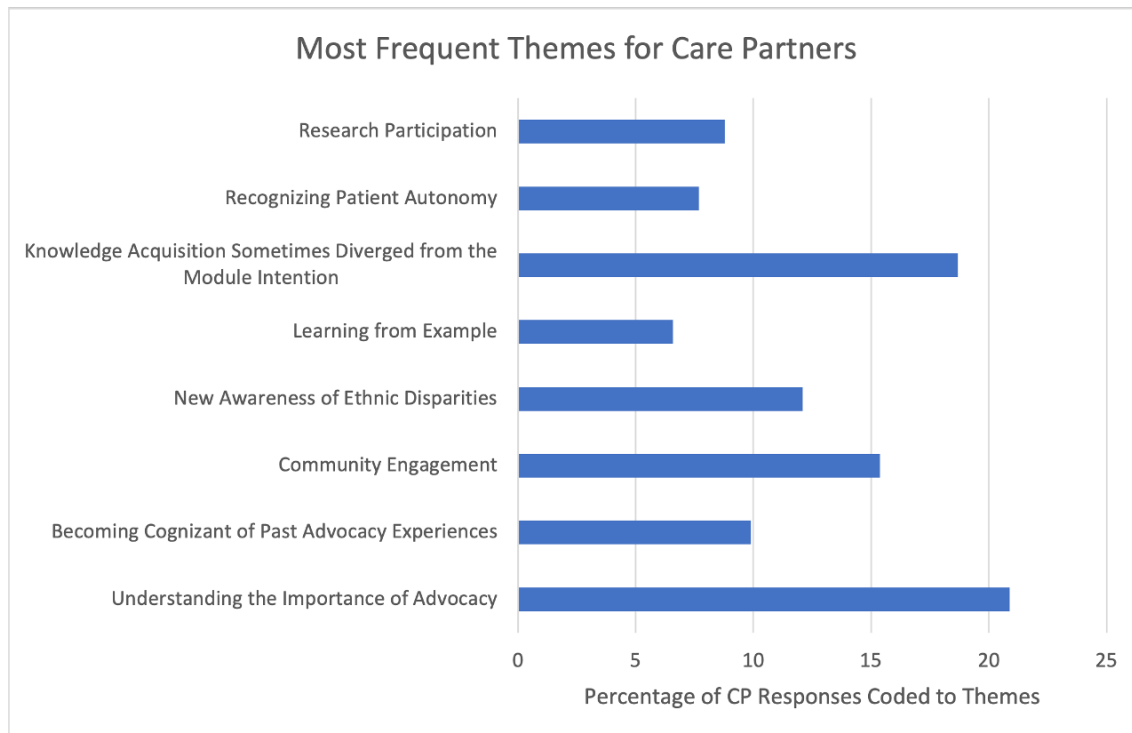 Most Frequent Themes for Care Partners
Research Participation
Recognizing Patient Autonomy
Knowledge Acquisition Sometimes Diverged from the
Module Intention
Learning from Example
New Awareness of Ethnic Disparities
Community Engagement
Becoming Cognizant of Past Advocacy Experiences
Understanding the Importance of Advocacy
0 5 10 15 20 25
Percentage of CP Responses Coded to Themes